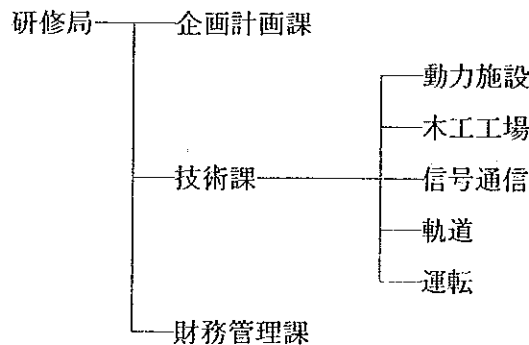 研修局
企画計画課
技術課
動力施設
木工工場
信号通信
軌道
運転
財務管理課